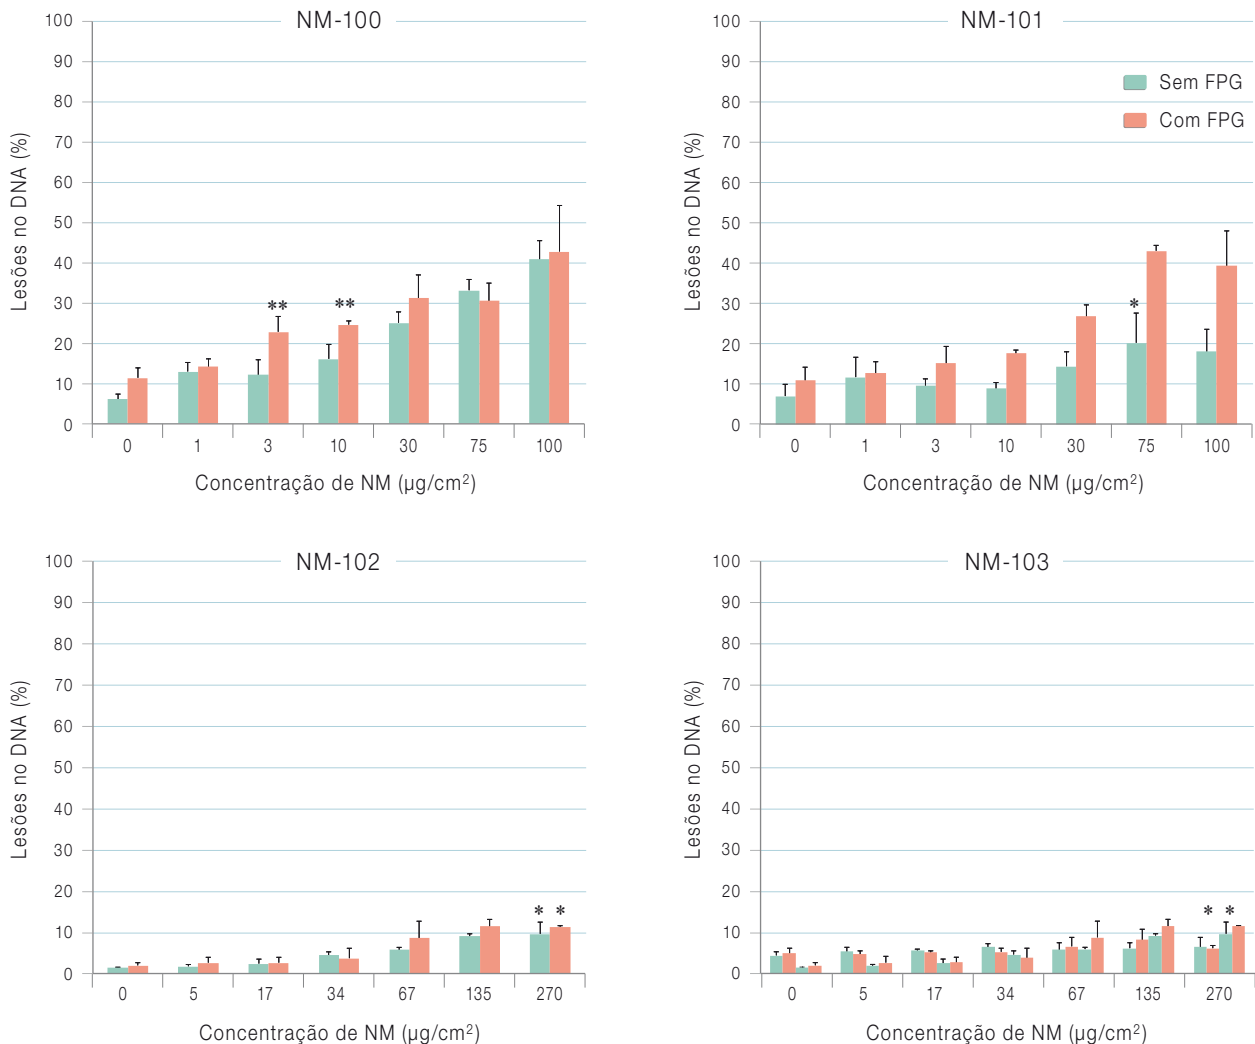 NM-100
100
90
80
70
60
50
40
30
20
10
0
Lesões no DNA (%)
** **
0 1 3 10 30 75 100
Concentração de NM (µg/cm²)
NM-101
100
90
80
70
60
50
40
30
20
10
0
Lesões no DNA (%)
Sem FPG
Com FPG
*
0 1 3 10 30 75 100
Concentração de NM (µg/cm²)
NM-102
100
90
80
70
60
50
40
30
20
10
0
Lesões no DNA (%)
* *
0 5 17 34 67 135 270
Concentração de NM (µg/cm²)
NM-103
100
90
80
70
60
50
40
30
20
10
0
Lesões no DNA (%)
* *
0 5 17 34 67 135 270
Concentração de NM (µg/cm²)